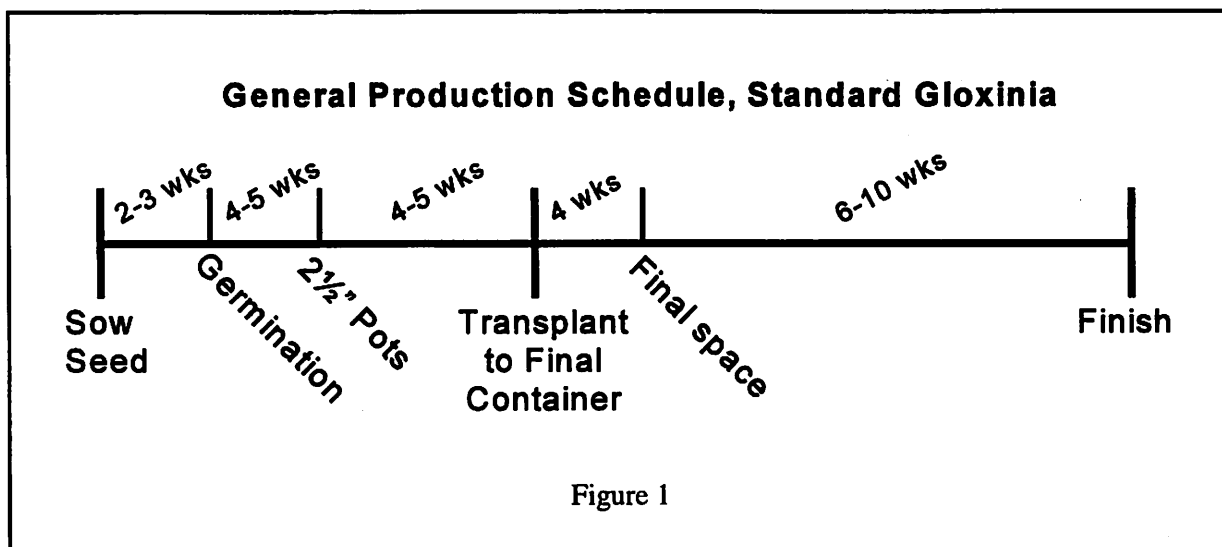 General Production Schedule, Standard Gloxinia
2-3 wks
4-5 wks
4-5 wks
4 wks
6-10 wks
Sow
Seed
Germination
2½" Pots
Transplant
to Final
Container
Final space
Finish
Figure 1